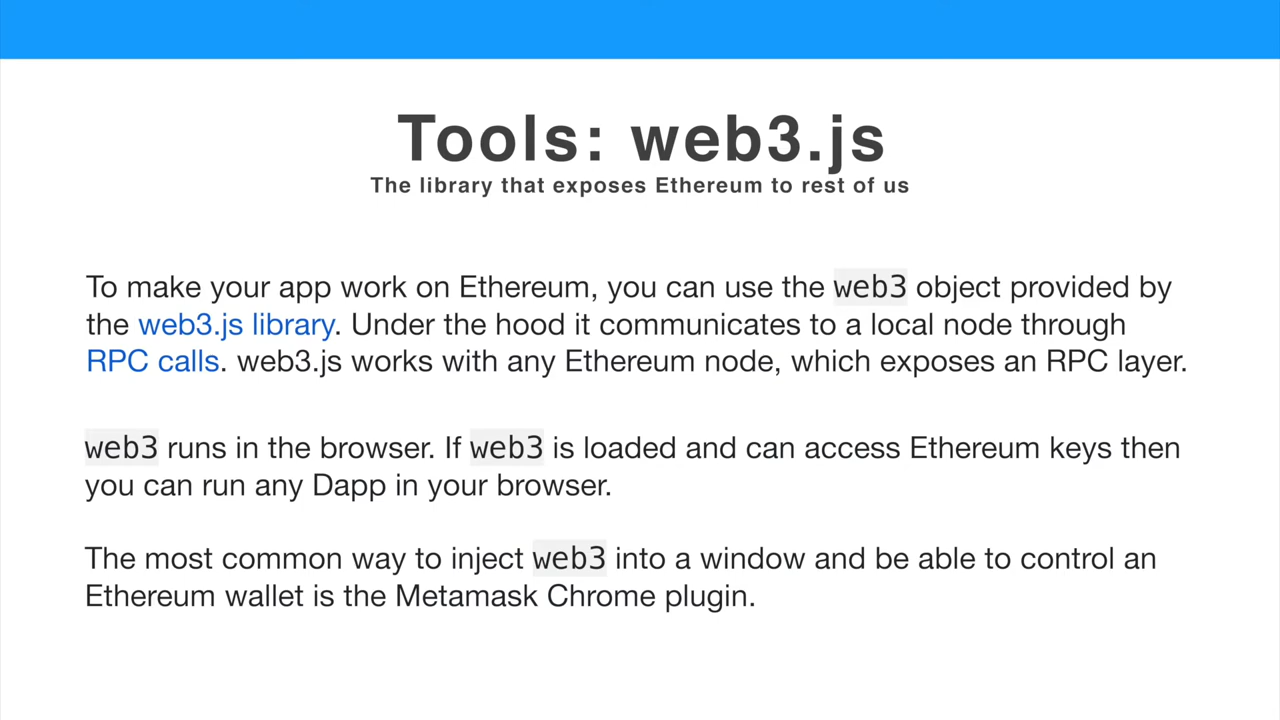 Tools: web3.js
The library that exposes Ethereum to rest of us
To make your app work on Ethereum, you can use the web3 object provided by
the web3.js library. Under the hood it communicates to a local node through
RPC calls. web3.js works with any Ethereum node, which exposes an RPC layer.
web3 runs in the browser. If web3 is loaded and can access Ethereum keys then
you can run any Dapp in your browser.
The most common way to inject web3 into a window and be able to control an
Ethereum wallet is the Metamask Chrome plugin.